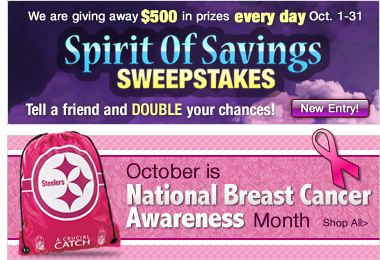 We are giving away $500 in prizes every day Oct. 1-31
Spirit Of Savings
SWEEPSTAKES
Tell a friend and DOUBLE your chances!
New Entry!
Steelers
A CRUCIAL
CATCH
October is
National Breast Cancer
Awareness Month
Shop All>